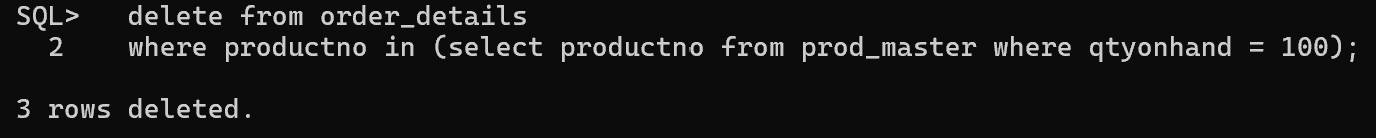 SQL>   delete from order_details
  2    where productno in (select productno from prod_master where qtyonhand = 100);
3 rows deleted.